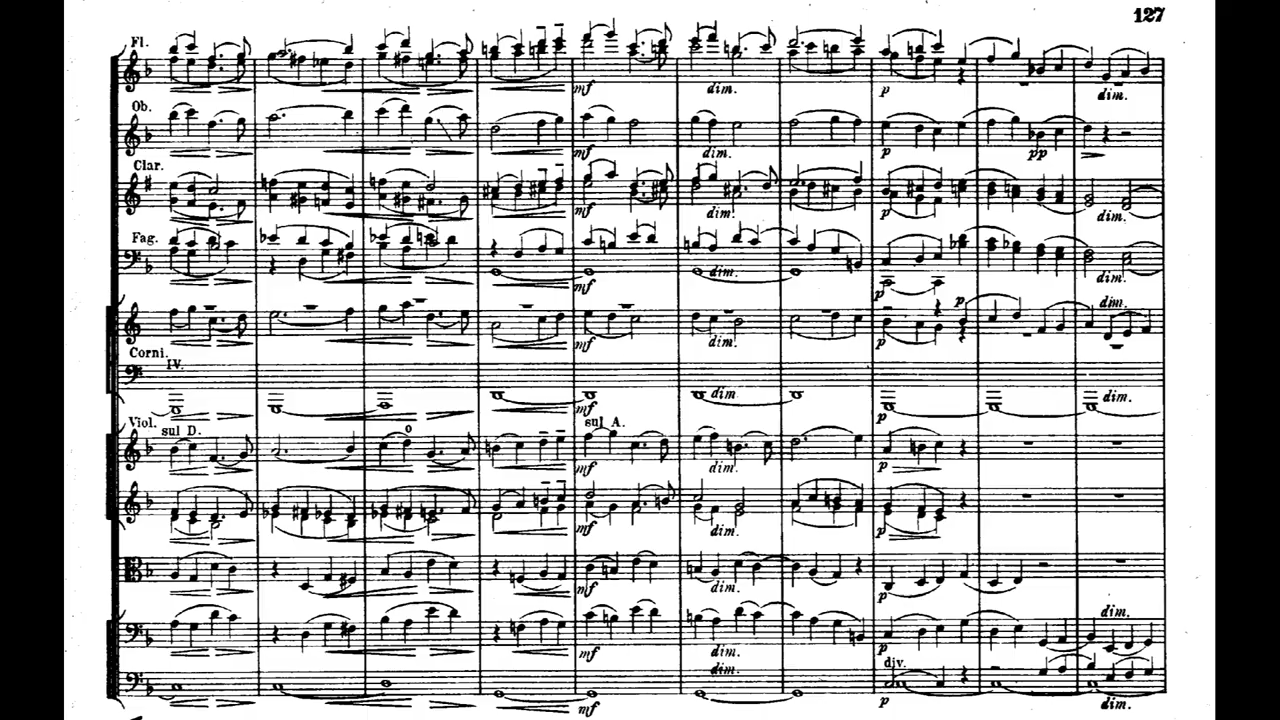 127
Fl.
mf dim. p dim.
Ob.
mf dim. p pp
Clar.
mf dim. p dim.
Fag.
mf dim. p dim.
p dim.
mf dim. p
Corni.
IV.
mf dim. p dim.
Viol.
sul D. sul A.
mf dim. p
mf dim. p
mf dim. p
dim.
mf dim. p
dim. div.
mf p dim.